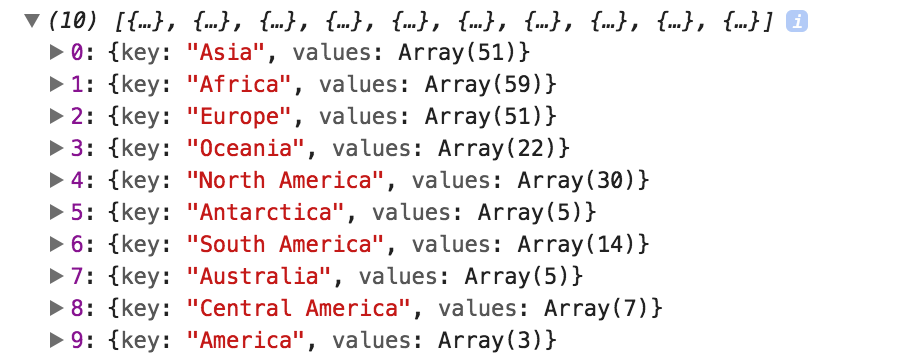 ▼(10) [{…}, {…}, {…}, {…}, {…}, {…}, {…}, {…}, {…}, {…}] i
▶0: {key: "Asia", values: Array(51)}
▶1: {key: "Africa", values: Array(59)}
▶2: {key: "Europe", values: Array(51)}
▶3: {key: "Oceania", values: Array(22)}
▶4: {key: "North America", values: Array(30)}
▶5: {key: "Antarctica", values: Array(5)}
▶6: {key: "South America", values: Array(14)}
▶7: {key: "Australia", values: Array(5)}
▶8: {key: "Central America", values: Array(7)}
▶9: {key: "America", values: Array(3)}